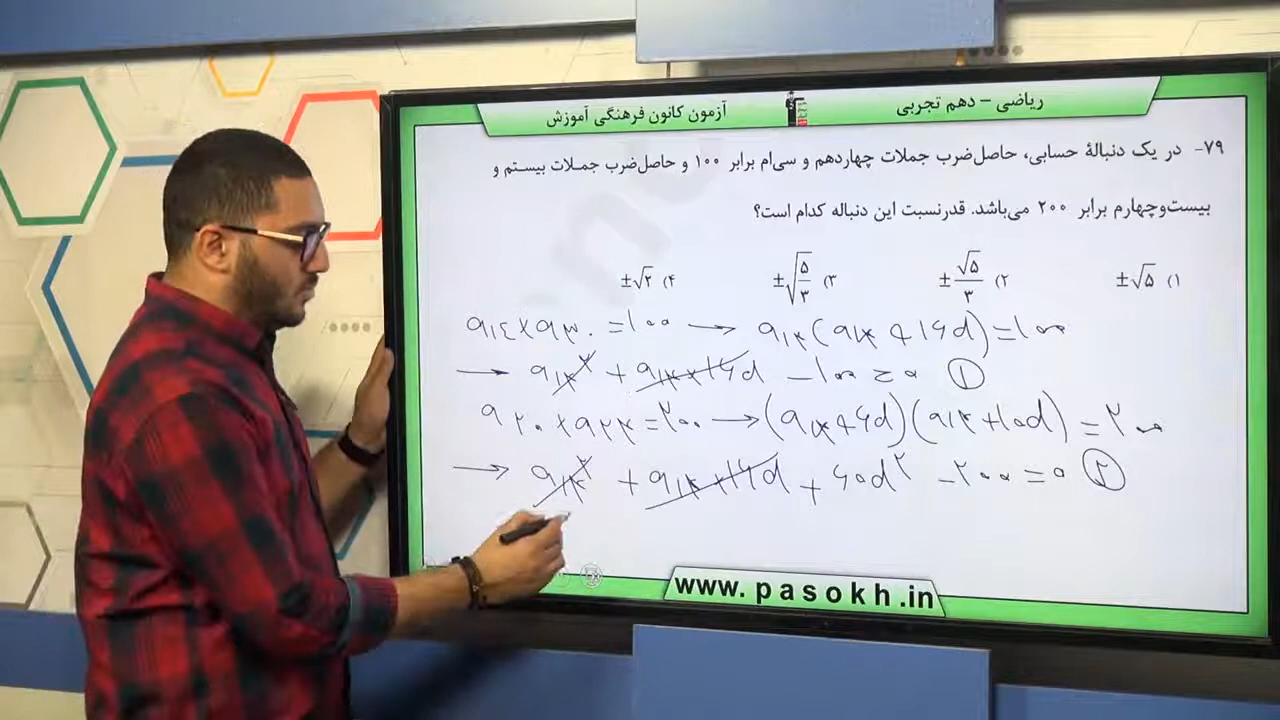 ریاضی – دهم تجربی
آزمون کانون فرهنگی آموزش
۷۹- در یک دنبالهٔ حسابی، حاصل‌ضرب جملات چهاردهم و سی‌ام برابر ۱۰۰ و حاصل‌ضرب جملات بیستم و
بیست‌وچهارم برابر ۲۰۰ می‌باشد. قدرنسبت این دنباله کدام است؟
۱) ±√۵ ۲) ±√۵/۳ ۳) ±√(۵/۳) ۴) ±√۲
a۱۴ × a۳۰ = ۱۰۰ → a۱۴(a۱۴ + ۱۶d) = ۱۰۰
→ a۱۴² + a۱۴ × ۱۶d − ۱۰۰ = ۰ ①
a۲۰ × a۲۴ = ۲۰۰ → (a۱۴ + ۶d)(a۱۴ + ۱۰d) = ۲۰۰
→ a۱۴² + a۱۴ × ۱۶d + ۶۰d² − ۲۰۰ = ۰ ②
www.pasokh.in